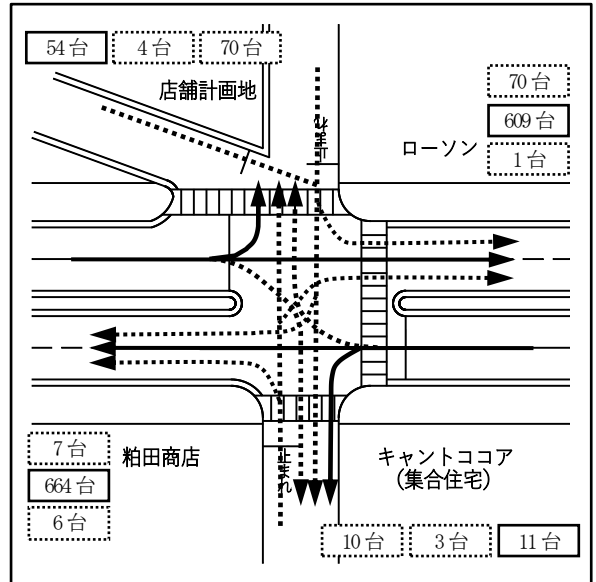 54台 4台 70台
店舗計画地
70台
609台
1台
止まれ
ローソン
7台
664台
6台
粕田商店
止まれ
キャントココア
(集合住宅)
10台 3台 11台